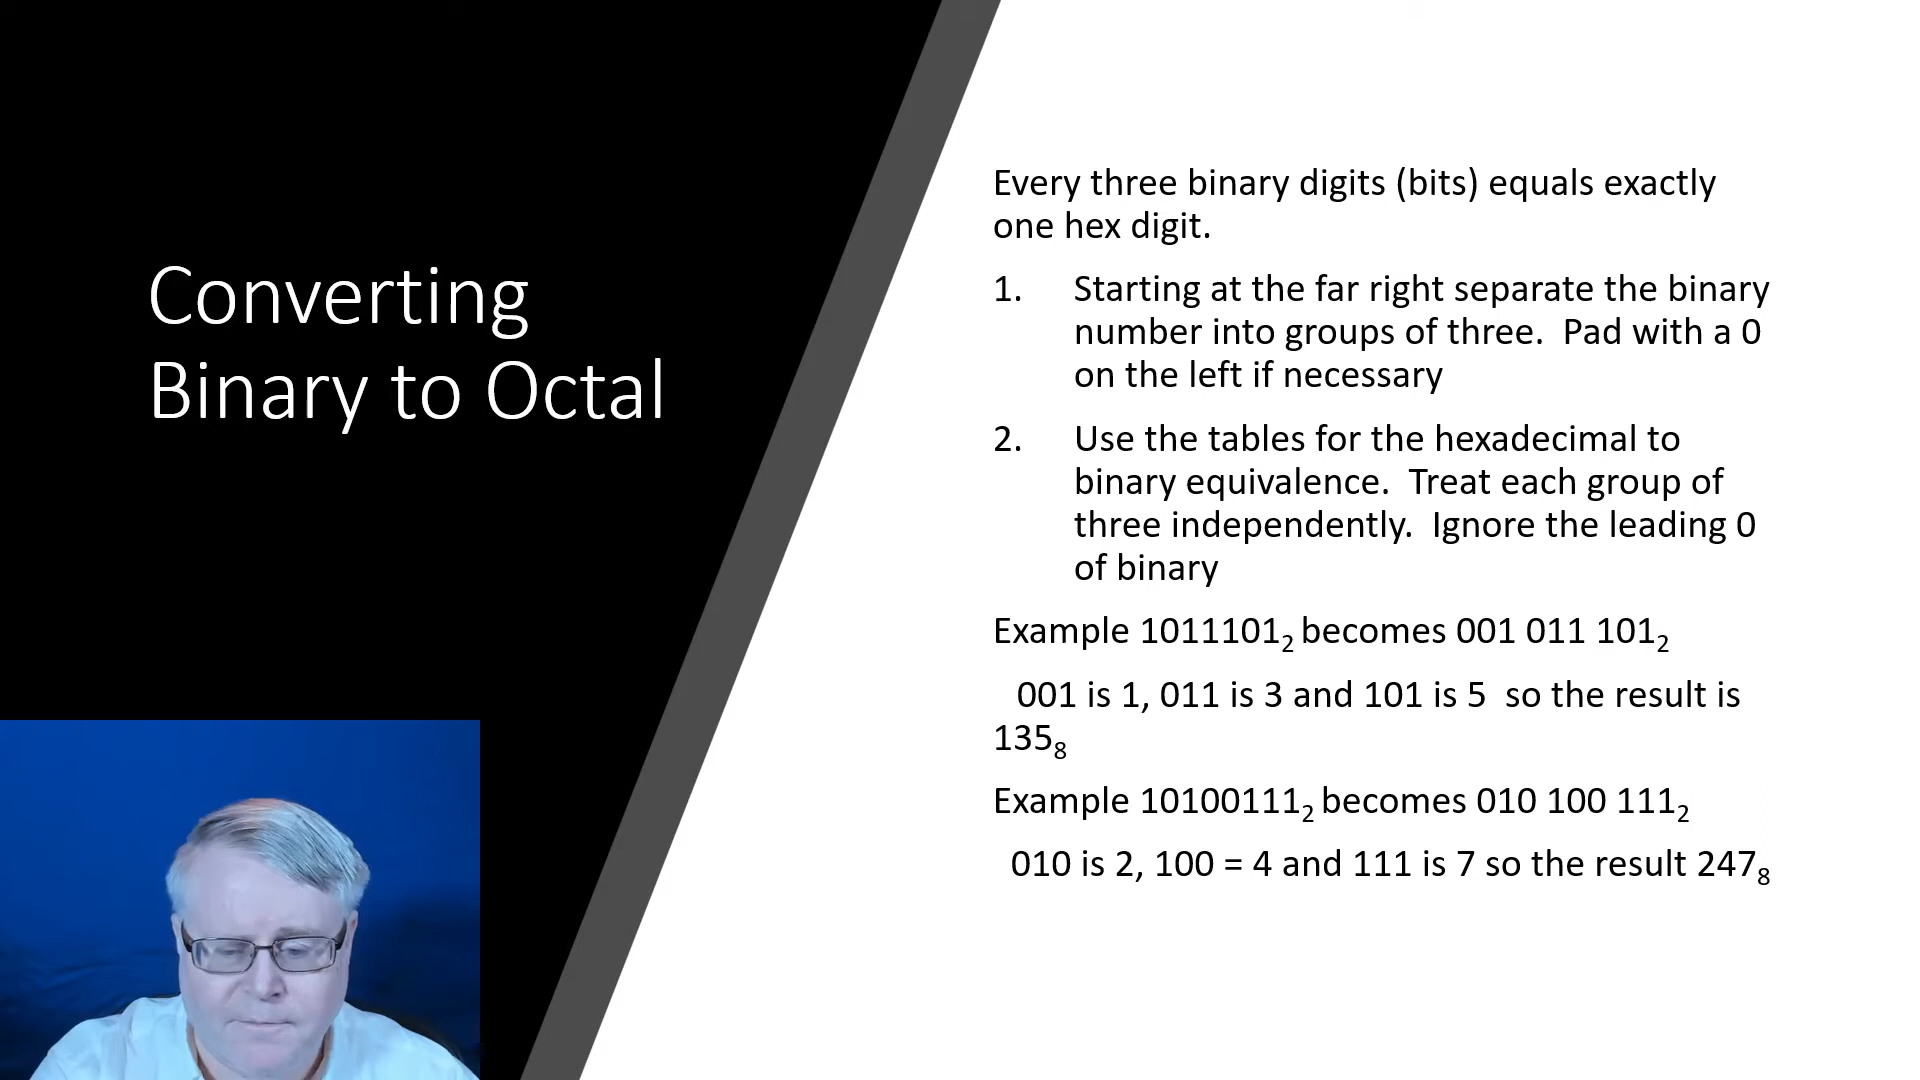 Converting
Binary to Octal
Every three binary digits (bits) equals exactly
one hex digit.
1. Starting at the far right separate the binary
number into groups of three.  Pad with a 0
on the left if necessary
2. Use the tables for the hexadecimal to
binary equivalence.  Treat each group of
three independently.  Ignore the leading 0
of binary
Example 1011101₂ becomes 001 011 101₂
001 is 1, 011 is 3 and 101 is 5  so the result is
135₈
Example 10100111₂ becomes 010 100 111₂
010 is 2, 100 = 4 and 111 is 7 so the result 247₈